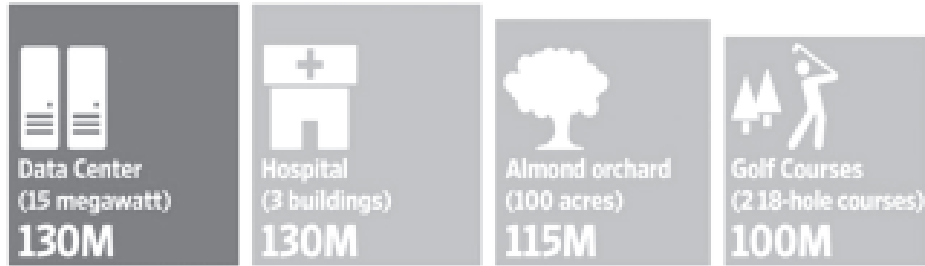 Data Center
(15 megawatt)
130M
Hospital
(3 buildings)
130M
Almond orchard
(100 acres)
115M
Golf Courses
(2 18-hole courses)
100M